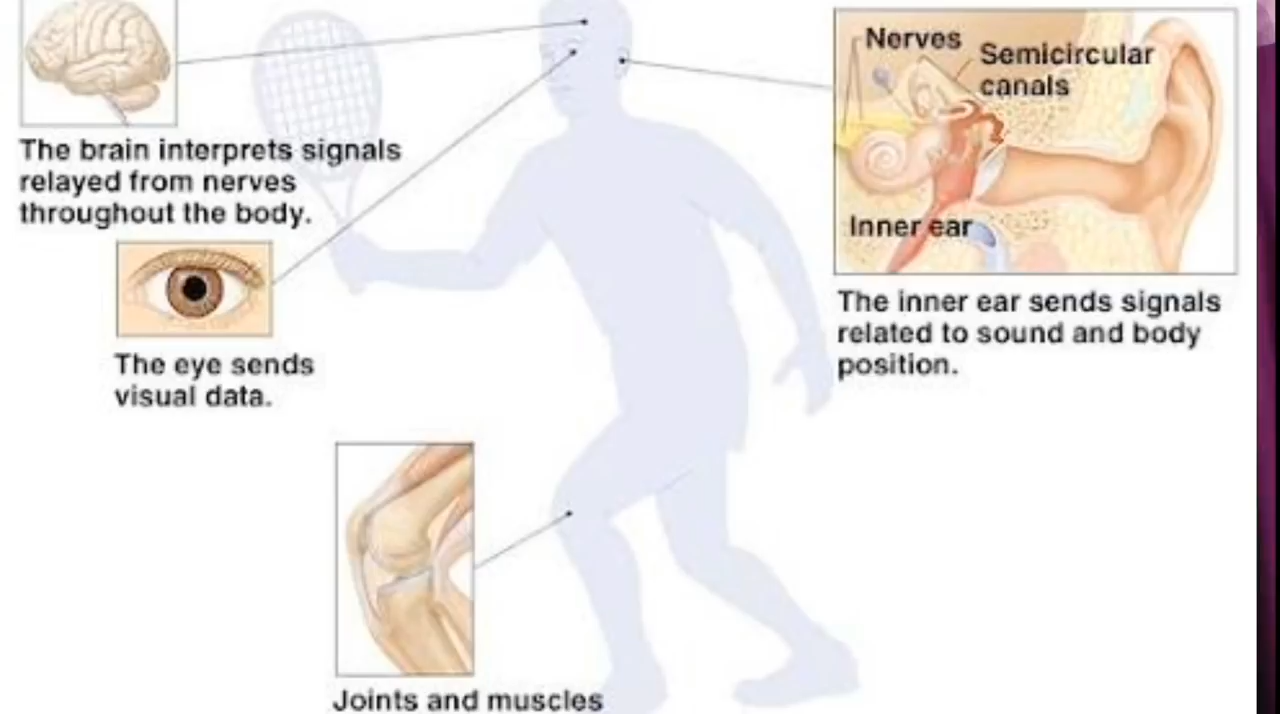 The brain interprets signals
relayed from nerves
throughout the body.
The eye sends
visual data.
Nerves
Semicircular
canals
Inner ear
The inner ear sends signals
related to sound and body
position.
Joints and muscles